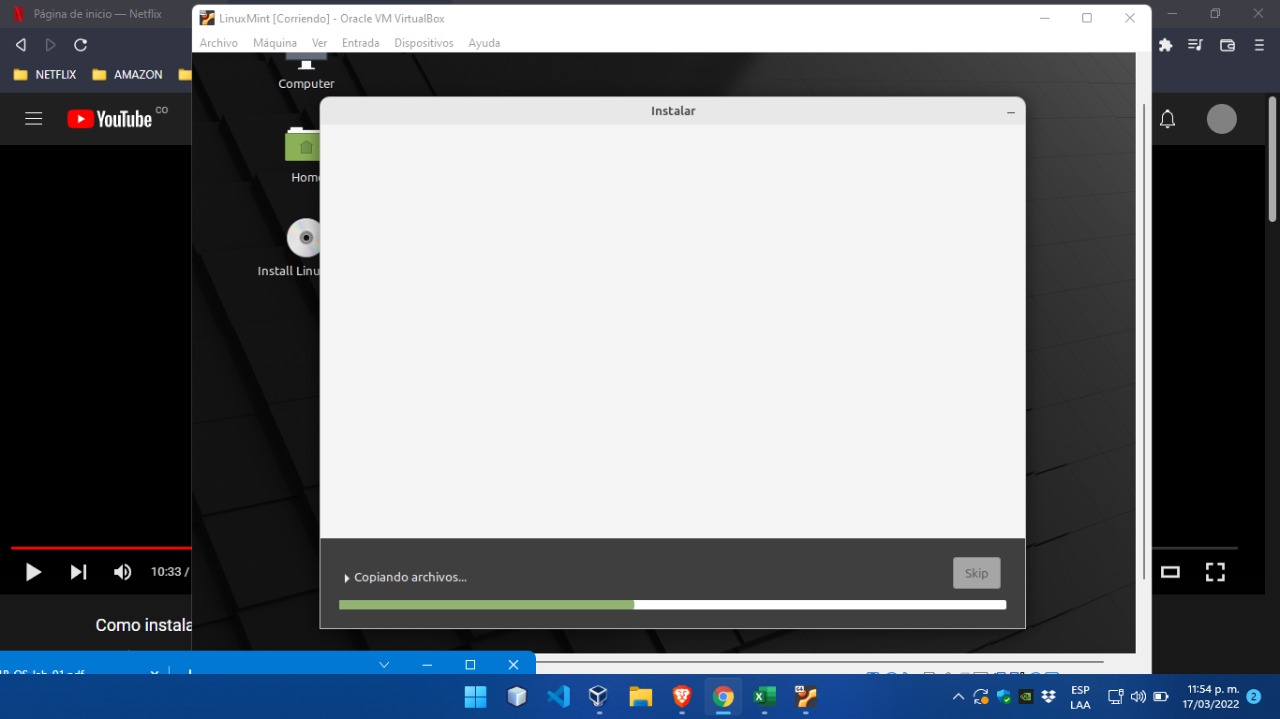 Página de inicio — Netflix
LinuxMint [Corriendo] - Oracle VM VirtualBox
Archivo Máquina Ver Entrada Dispositivos Ayuda
NETFLIX AMAZON
YouTube CO
Computer
Instalar
Home
Install Linu
Copiando archivos...
Skip
10:33 /
Como instala
ESP
LAA
11:54 p. m.
17/03/2022
2